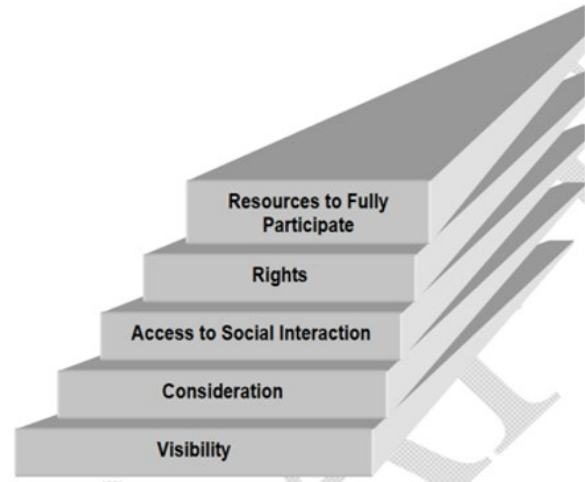 Resources to Fully
Participate
Rights
Access to Social Interaction
Consideration
Visibility